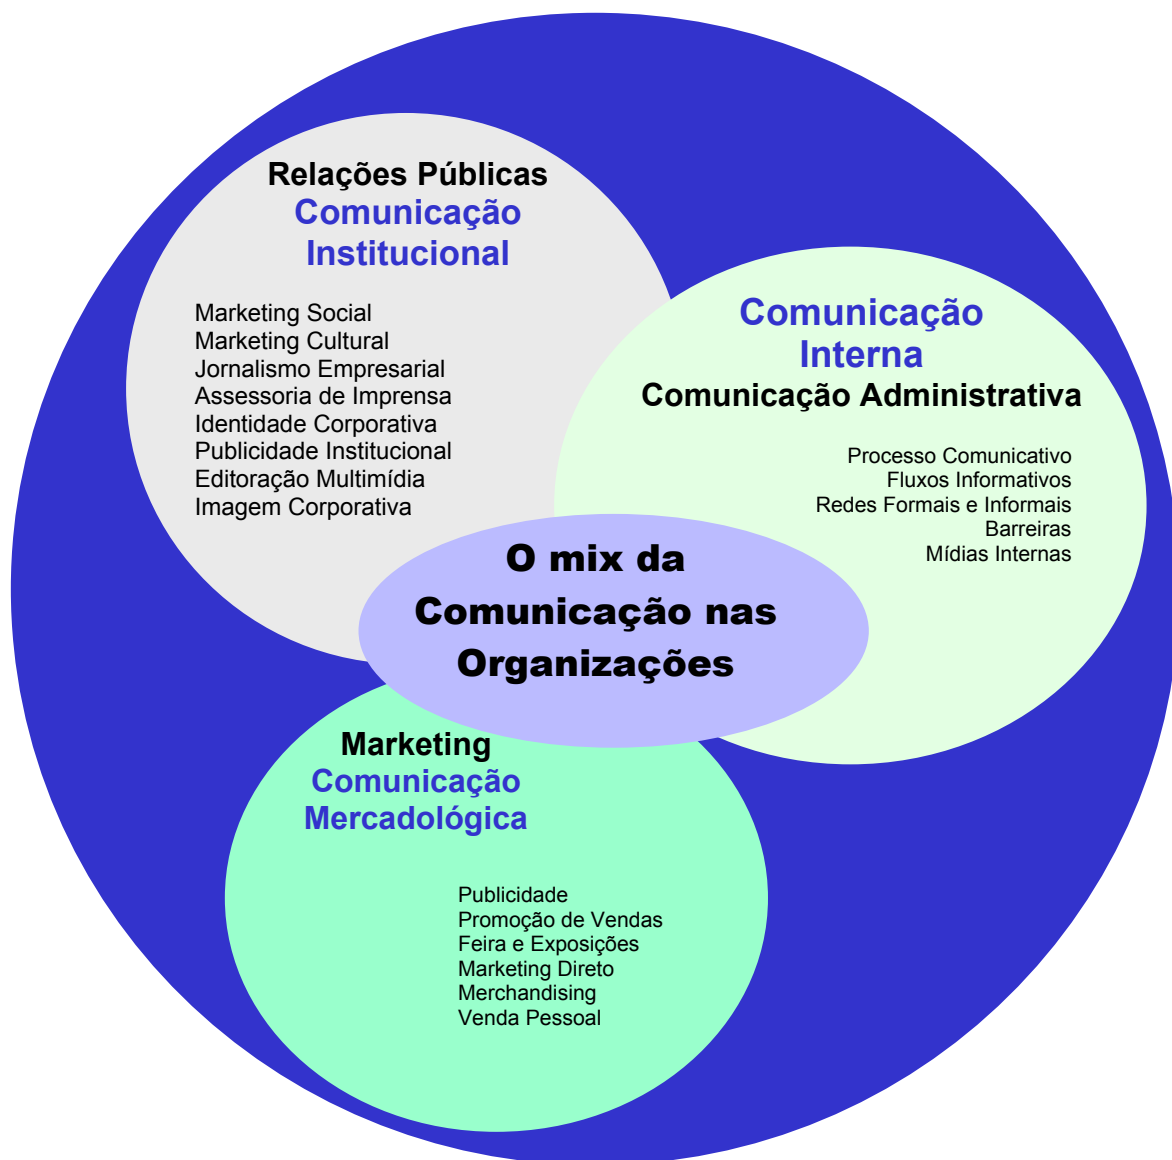 Relações Públicas
Comunicação
Institucional
Marketing Social
Marketing Cultural
Jornalismo Empresarial
Assessoria de Imprensa
Identidade Corporativa
Publicidade Institucional
Editoração Multimídia
Imagem Corporativa
Comunicação
Interna
Comunicação Administrativa
Processo Comunicativo
Fluxos Informativos
Redes Formais e Informais
Barreiras
Mídias Internas
O mix da
Comunicação nas
Organizações
Marketing
Comunicação
Mercadológica
Publicidade
Promoção de Vendas
Feira e Exposições
Marketing Direto
Merchandising
Venda Pessoal